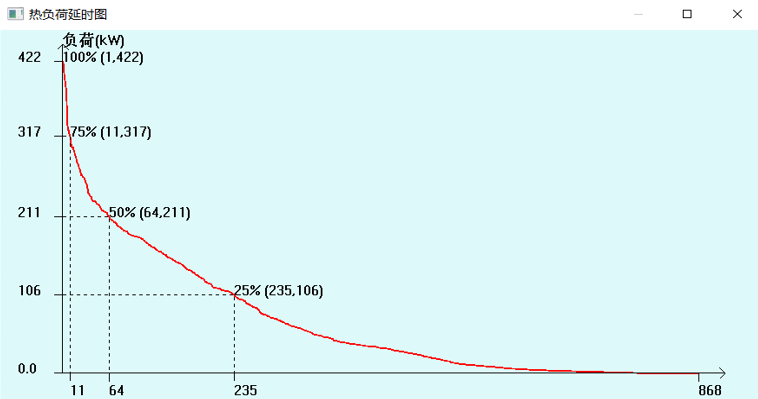 热负荷延时图
负荷(kW)
422 100% (1,422)
317 75% (11,317)
211 50% (64,211)
106 25% (235,106)
0.0
11 64 235 868